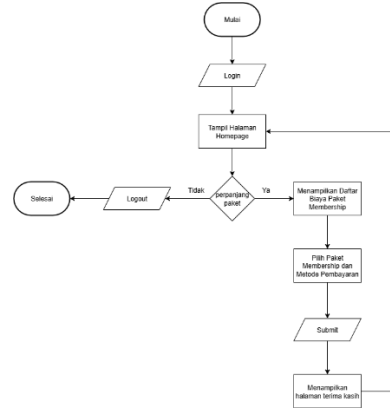 Mulai
Login
Tampil Halaman
Homepage
Selesai
Logout
Tidak
perpanjang
paket
Ya
Menampilkan Daftar
Biaya Paket
Membership
Pilih Paket
Membership dan
Metode Pembayaran
Submit
Menampilkan
halaman terima kasih